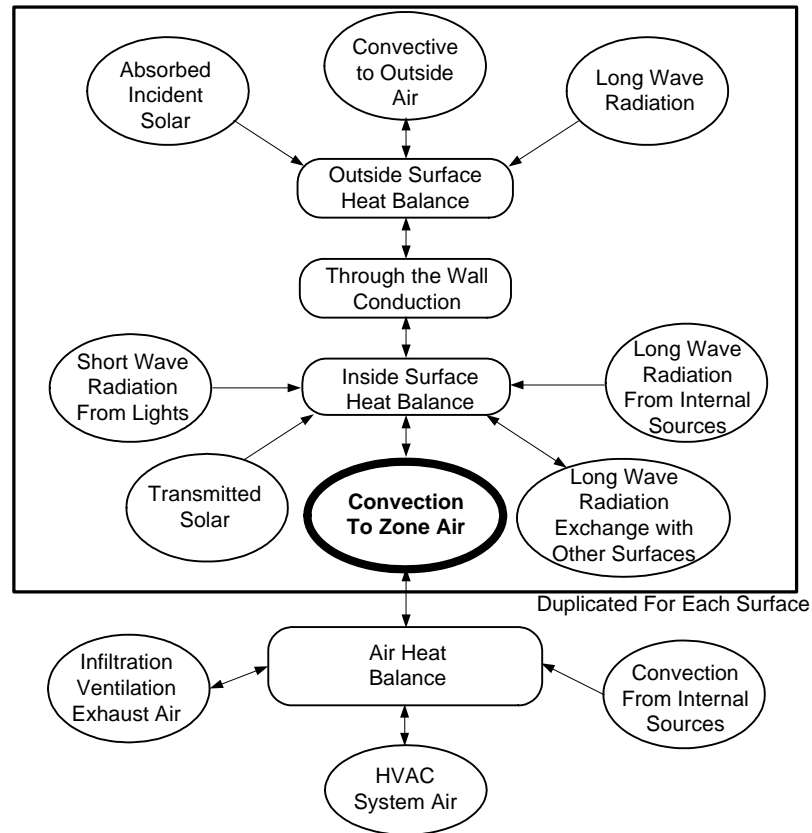 Absorbed
Incident
Solar
Convective
to Outside
Air
Long Wave
Radiation
Outside Surface
Heat Balance
Through the Wall
Conduction
Short Wave
Radiation
From Lights
Inside Surface
Heat Balance
Long Wave
Radiation
From Internal
Sources
Transmitted
Solar
Convection
To Zone Air
Long Wave
Radiation
Exchange with
Other Surfaces
Duplicated For Each Surface
Infiltration
Ventilation
Exhaust Air
Air Heat
Balance
Convection
From Internal
Sources
HVAC
System Air